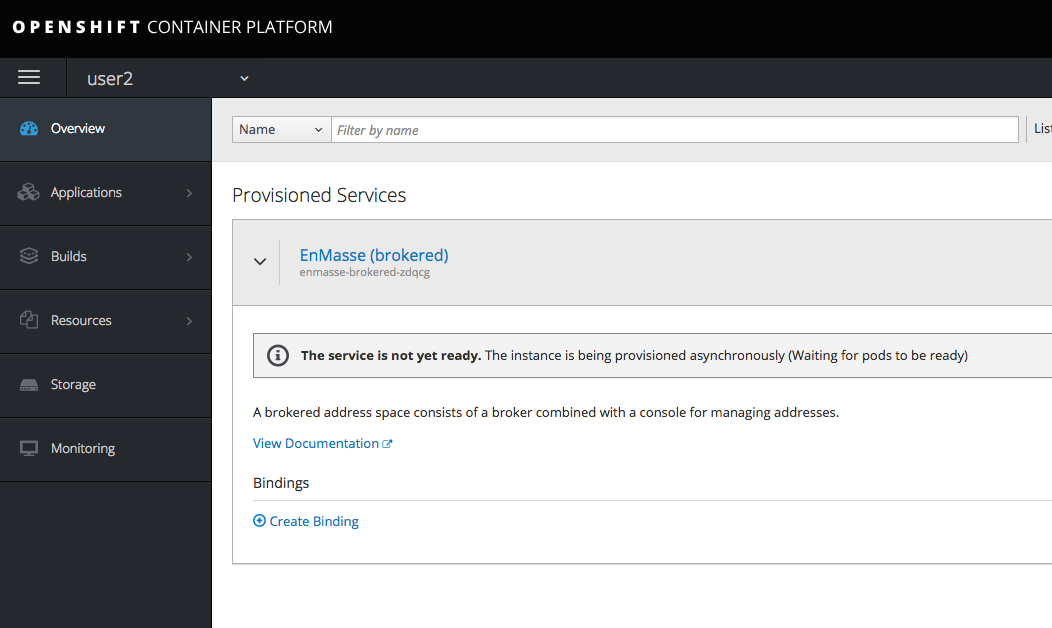 OPENSHIFT CONTAINER PLATFORM
user2
Overview
Applications
Builds
Resources
Storage
Monitoring
Name
Filter by name
Lis
Provisioned Services
EnMasse (brokered)
enmasse-brokered-zdqcg
The service is not yet ready. The instance is being provisioned asynchronously (Waiting for pods to be ready)
A brokered address space consists of a broker combined with a console for managing addresses.
View Documentation
Bindings
Create Binding